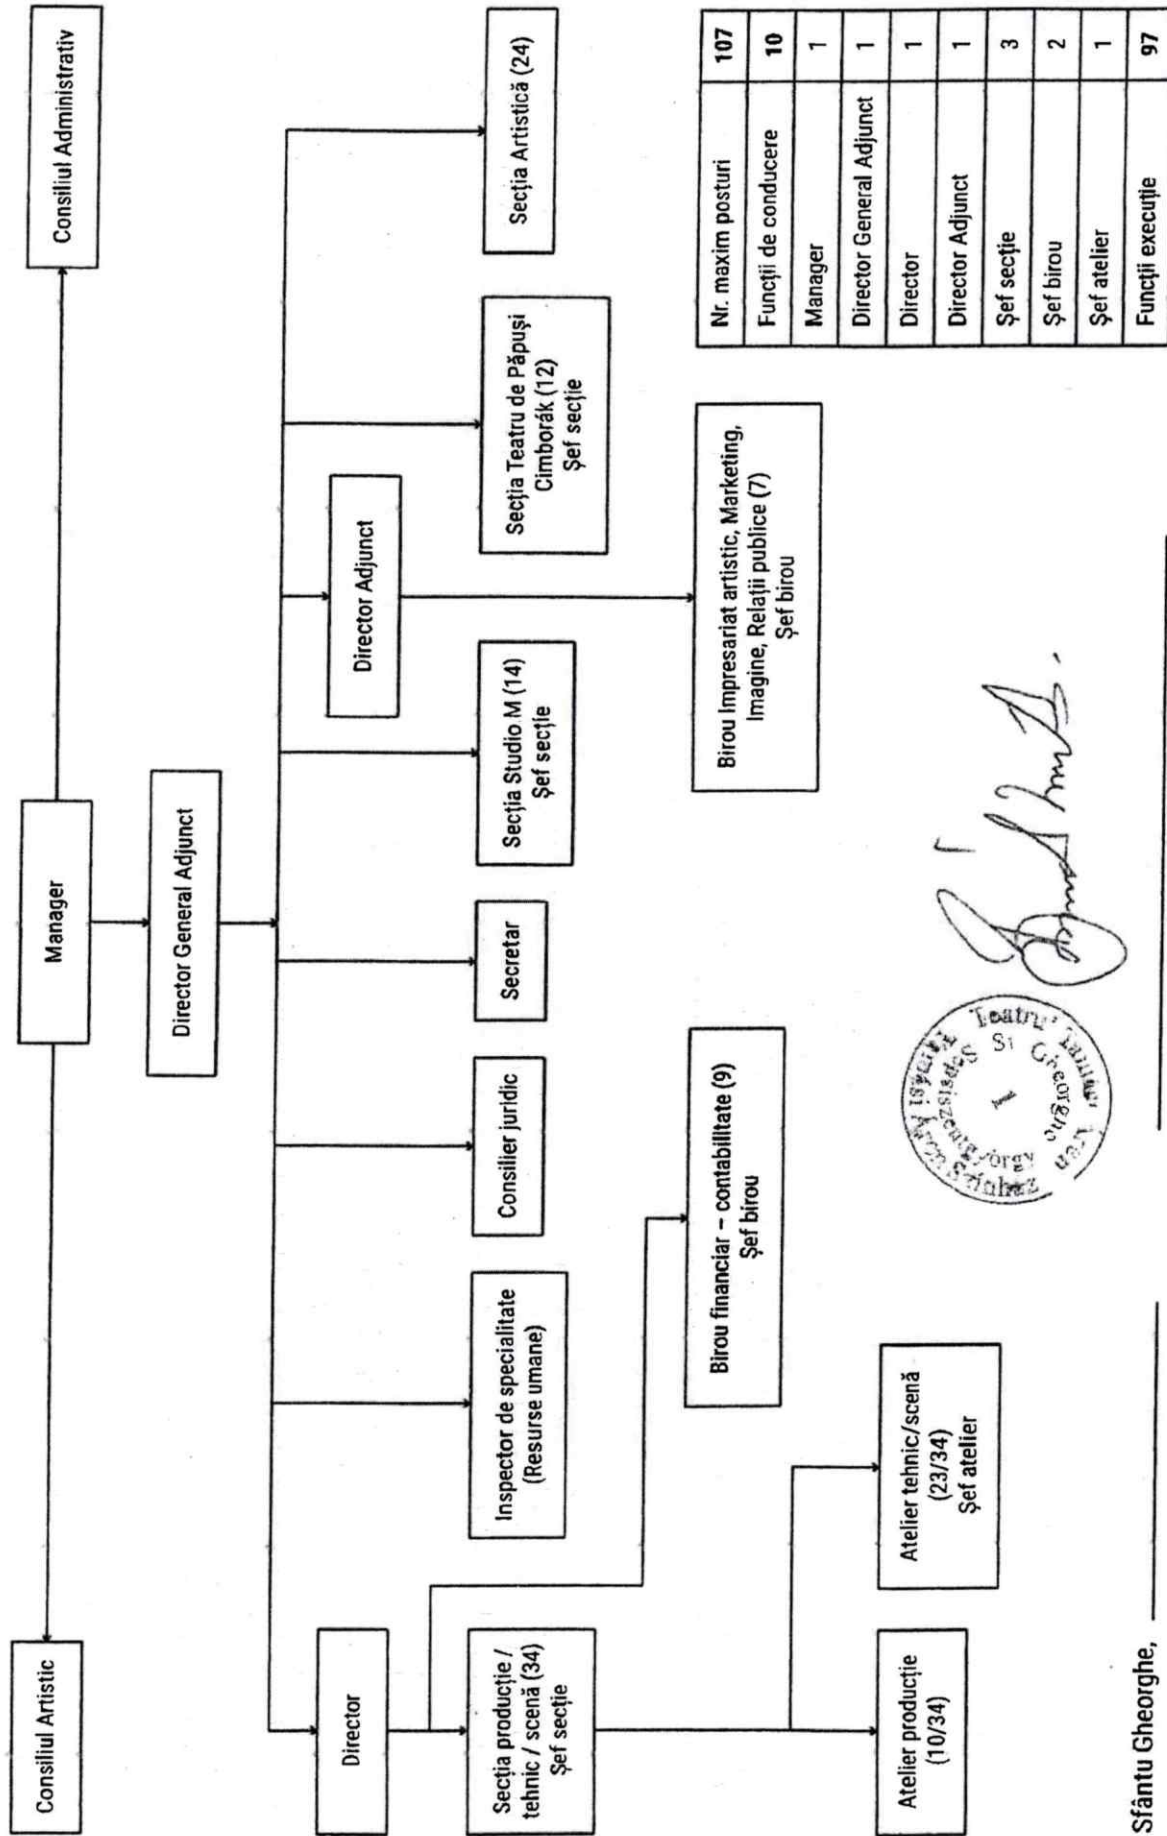 Consiliul Artistic
Manager
Consiliul Administrativ
Director General Adjunct
Director
Director Adjunct
Secția producție /
tehnic / scenă (34)
Șef secție
Inspector de specialitate
(Resurse umane)
Consilier juridic
Secretar
Secția Studio M (14)
Șef secție
Secția Teatru de Păpuși
Cimborák (12)
Șef secție
Secția Artistică (24)
Birou financiar – contabilitate (9)
Șef birou
Birou Impresariat artistic, Marketing,
Imagine, Relații publice (7)
Șef birou
Atelier producție
(10/34)
Atelier tehnic/scenă
(23/34)
Șef atelier
Nr. maxim posturi 107
Funcții de conducere 10
Manager 1
Director General Adjunct 1
Director 1
Director Adjunct 1
Șef secție 3
Șef birou 2
Șef atelier 1
Funcții execuție 97
Teatrul Tamási Áron
Sf Gheorghe
1
Sfântu Gheorghe,